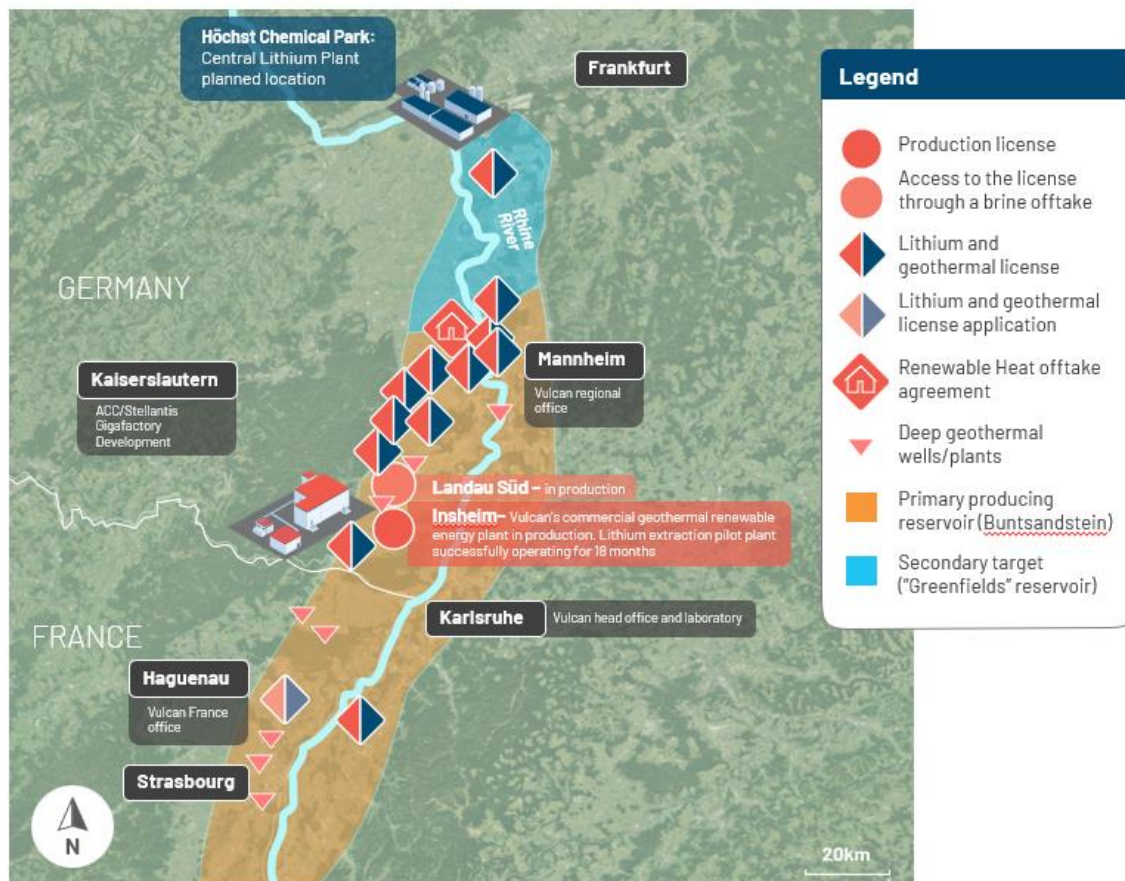 Höchst Chemical Park:
Central Lithium Plant
planned location
Frankfurt
Rhine
River
GERMANY
Kaiserslautern
ACC/Stellantis
Gigafactory
Development
Mannheim
Vulcan regional
office
Landau Süd – in production
Insheim– Vulcan's commercial geothermal renewable
energy plant in production. Lithium extraction pilot plant
successfully operating for 18 months
Karlsruhe
Vulcan head office and laboratory
FRANCE
Haguenau
Vulcan France
office
Strasbourg
N
20km
Legend
Production license
Access to the license
through a brine offtake
Lithium and
geothermal license
Lithium and geothermal
license application
Renewable Heat offtake
agreement
Deep geothermal
wells/plants
Primary producing
reservoir (Buntsandstein)
Secondary target
("Greenfields" reservoir)